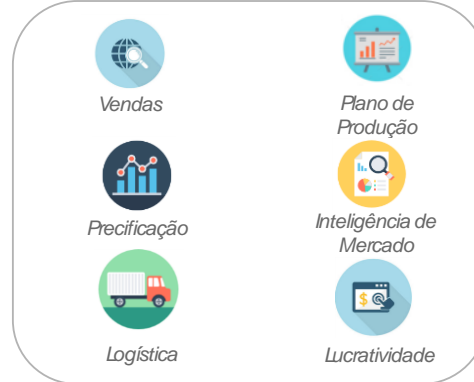 Vendas
Plano de
Produção
Precificação
Inteligência de
Mercado
Logística
Lucratividade